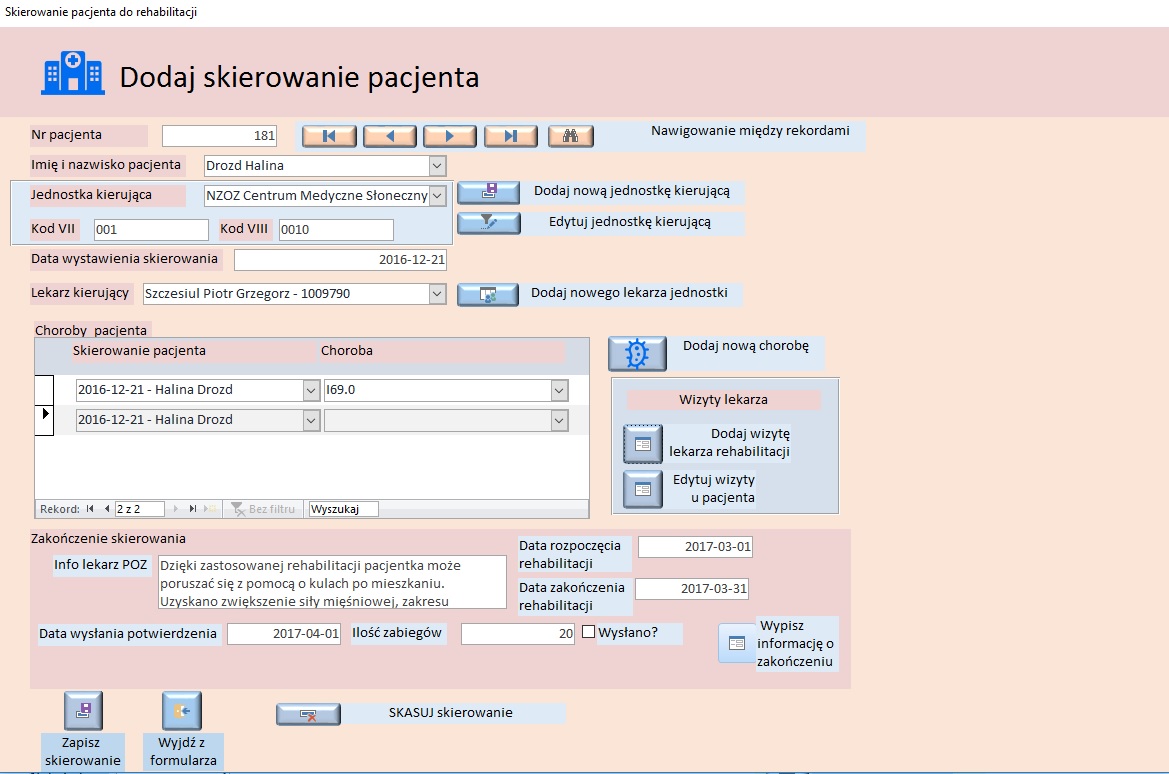 Skierowanie pacjenta do rehabilitacji
Dodaj skierowanie pacjenta
Nr pacjenta 181 Nawigowanie między rekordami
Imię i nazwisko pacjenta Drozd Halina
Jednostka kierująca NZOZ Centrum Medyczne Słoneczny Dodaj nową jednostkę kierującą
Kod VII 001 Kod VIII 0010 Edytuj jednostkę kierującą
Data wystawienia skierowania 2016-12-21
Lekarz kierujący Szczesiul Piotr Grzegorz - 1009790 Dodaj nowego lekarza jednostki
Choroby pacjenta
Skierowanie pacjenta Choroba
2016-12-21 - Halina Drozd I69.0
2016-12-21 - Halina Drozd
Rekord: 2 z 2 Bez filtru Wyszukaj
Dodaj nową chorobę
Wizyty lekarza
Dodaj wizytę
lekarza rehabilitacji
Edytuj wizyty
u pacjenta
Zakończenie skierowania
Info lekarz POZ
Dzięki zastosowanej rehabilitacji pacjentka może
poruszać się z pomocą o kulach po mieszkaniu.
Uzyskano zwiększenie siły mięśniowej, zakresu
Data rozpoczęcia
rehabilitacji
2017-03-01
Data zakończenia
rehabilitacji
2017-03-31
Data wysłania potwierdzenia 2017-04-01 Ilość zabiegów 20 Wysłano?
Wypisz
informację o
zakończeniu
Zapisz
skierowanie
Wyjdź z
formularza
SKASUJ skierowanie